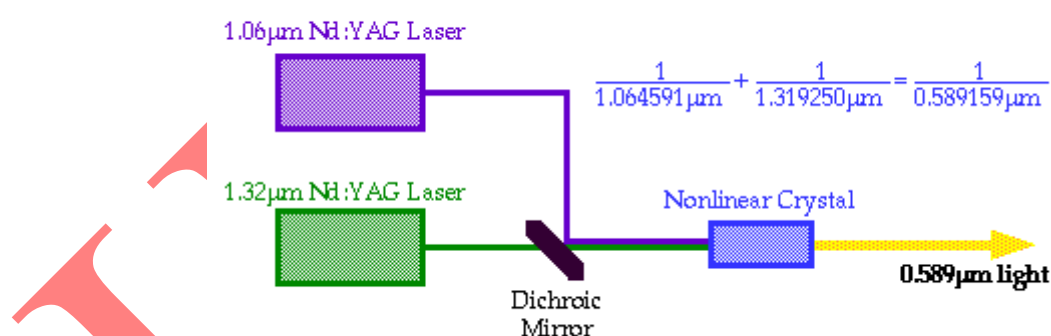 1.06µm Nd:YAG Laser
1/1.064591µm + 1/1.319250µm = 1/0.589159µm
1.32µm Nd:YAG Laser
Nonlinear Crystal
0.589µm light
Dichroic
Mirror